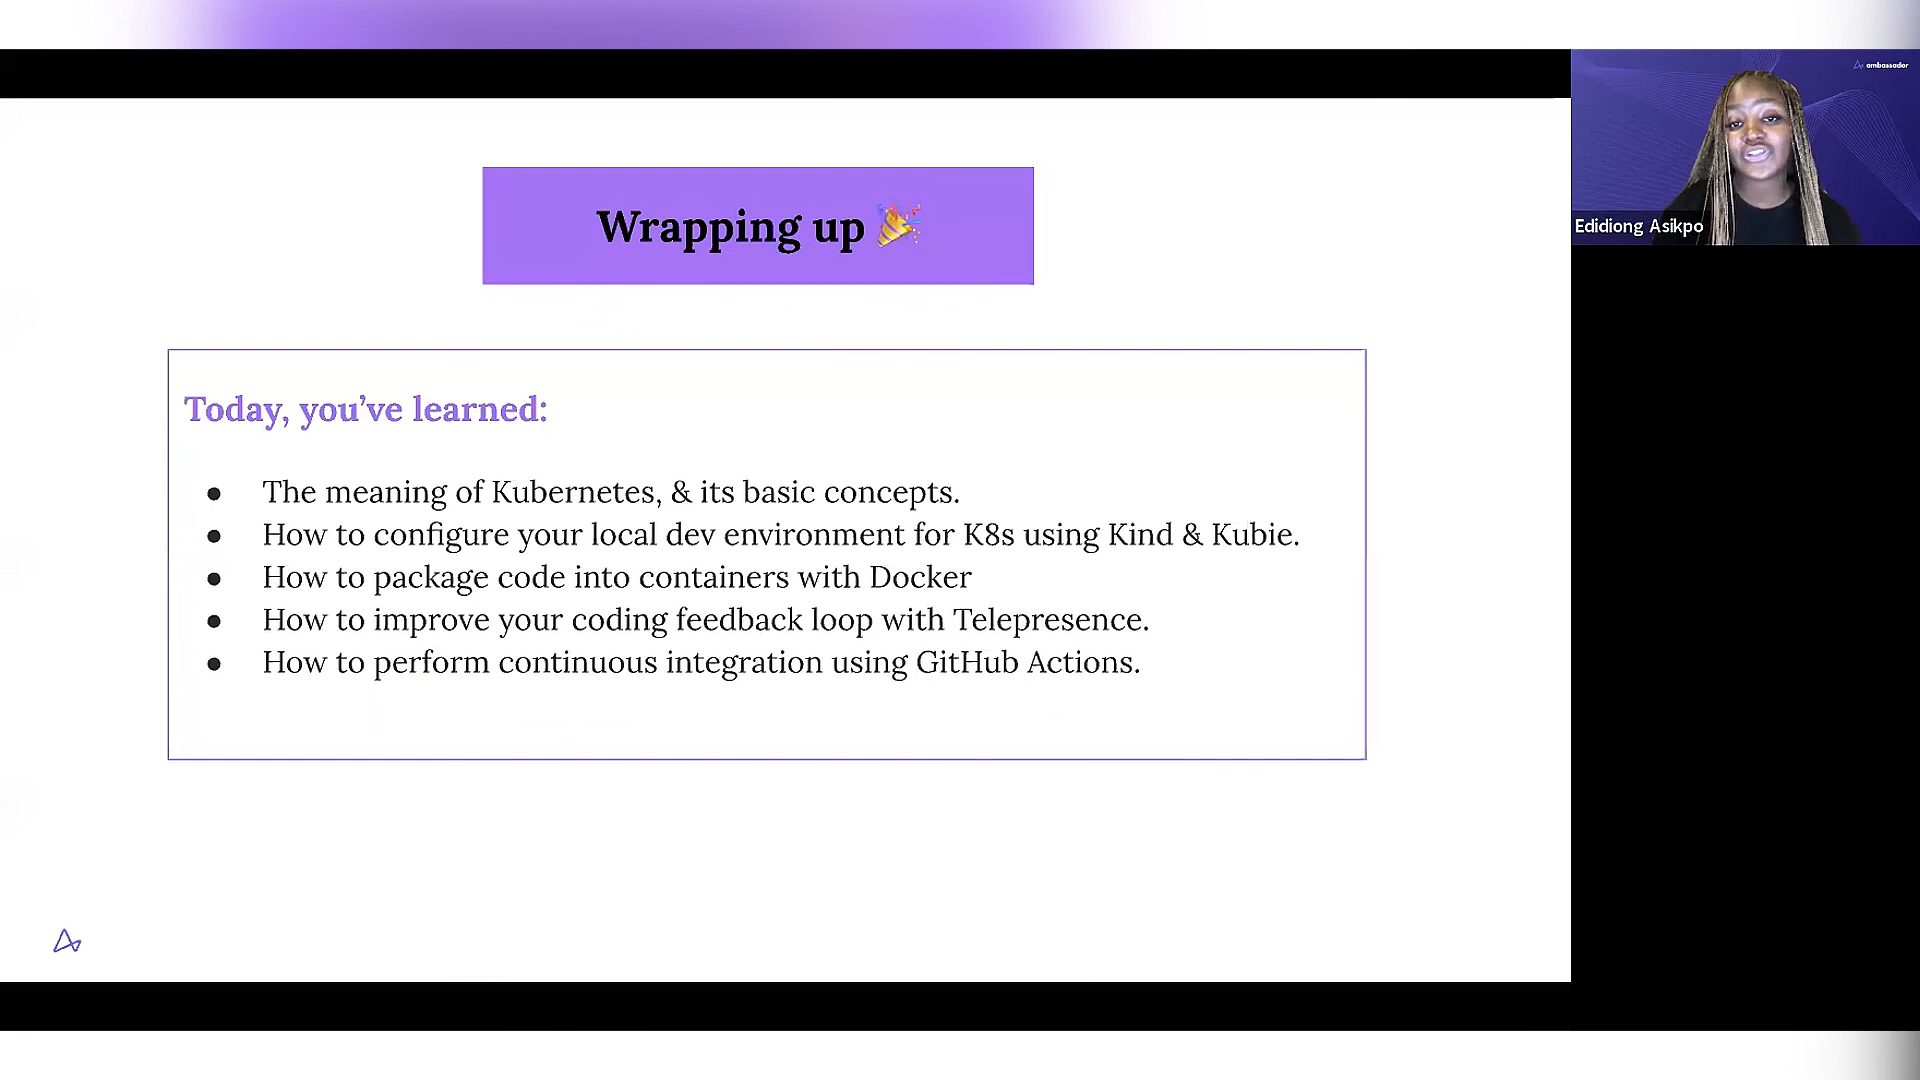 ambassador
Wrapping up 🎉
Edidiong Asikpo
Today, you’ve learned:
● The meaning of Kubernetes, & its basic concepts.
● How to configure your local dev environment for K8s using Kind & Kubie.
● How to package code into containers with Docker
● How to improve your coding feedback loop with Telepresence.
● How to perform continuous integration using GitHub Actions.